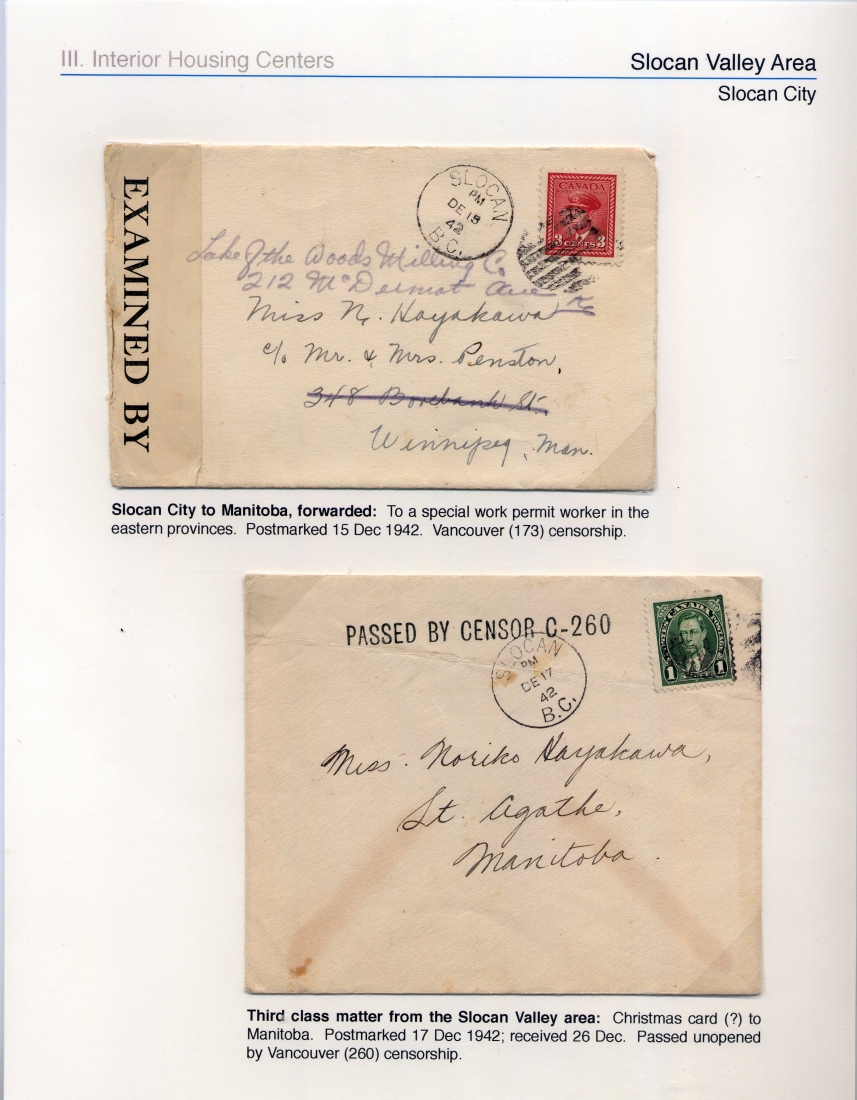 III. Interior Housing Centers
Slocan Valley Area
Slocan City
EXAMINED BY
SLOCAN
PM
DE 15
42
B.C.
CANADA
3 CENTS 3
Lake of the Woods Milling Co.
212 McDermot Ave
Miss N. Hayakawa
c/o Mr. & Mrs. Penston,
348 Borebank St.
Winnipeg, Man.
Slocan City to Manitoba, forwarded: To a special work permit worker in the
eastern provinces. Postmarked 15 Dec 1942. Vancouver (173) censorship.
PASSED BY CENSOR C-260
SLOCAN
PM
DE 17
42
B.C.
CANADA
1 1
Miss. Noriko Hayakawa,
St. Agathe,
Manitoba.
Third class matter from the Slocan Valley area: Christmas card (?) to
Manitoba. Postmarked 17 Dec 1942; received 26 Dec. Passed unopened
by Vancouver (260) censorship.